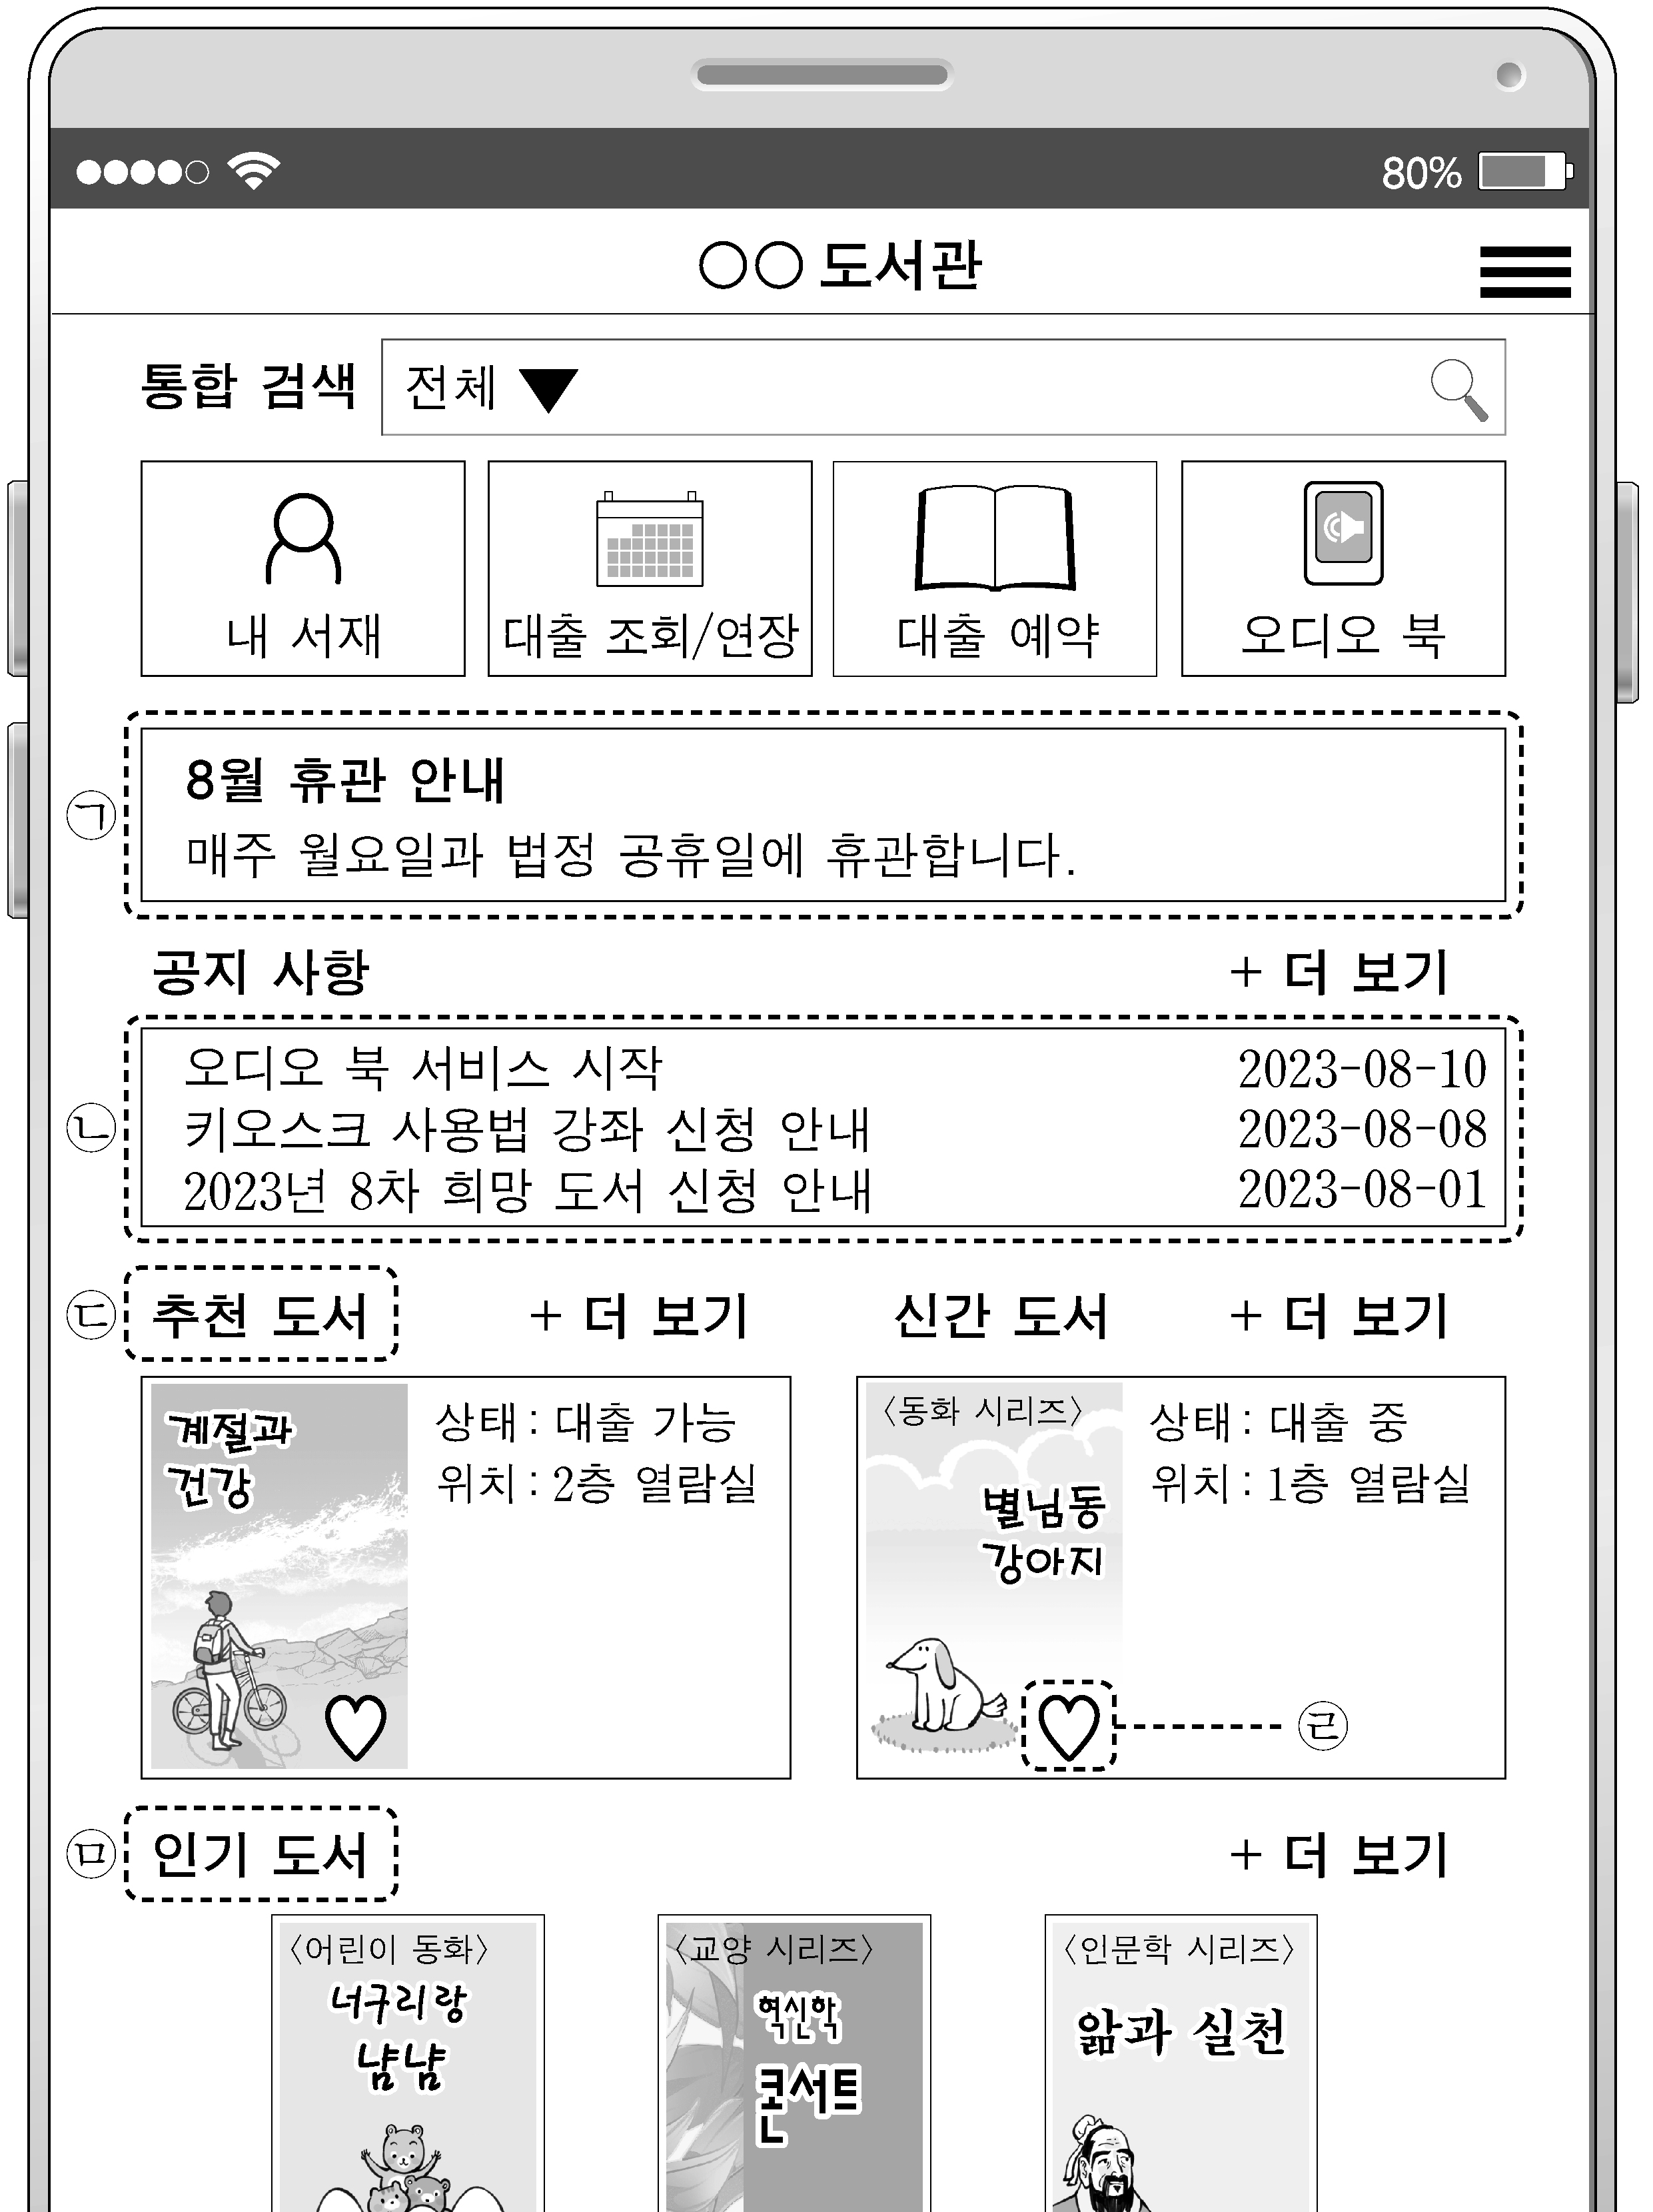 80%
○○ 도서관
통합 검색 전체 ▼
내 서재 대출 조회/연장 대출 예약 오디오 북
㉠
8월 휴관 안내
매주 월요일과 법정 공휴일에 휴관합니다.
공지 사항 + 더 보기
㉡
오디오 북 서비스 시작 2023-08-10
키오스크 사용법 강좌 신청 안내 2023-08-08
2023년 8차 희망 도서 신청 안내 2023-08-01
㉢ 추천 도서 + 더 보기 신간 도서 + 더 보기
계절과
건강
상태: 대출 가능
위치: 2층 열람실
〈동화 시리즈〉
별님동
강아지
상태: 대출 중
위치: 1층 열람실
㉣
㉤ 인기 도서 + 더 보기
〈어린이 동화〉
너구리랑
냠냠
〈교양 시리즈〉
혁신학
콘서트
〈인문학 시리즈〉
앎과 실천